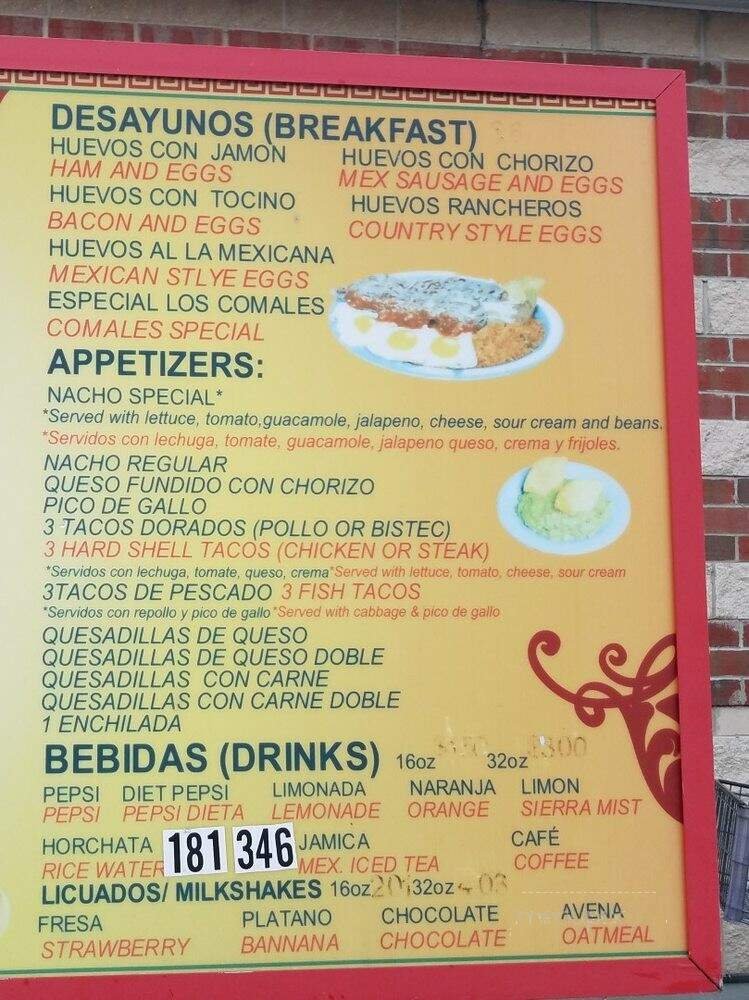 DESAYUNOS (BREAKFAST)
HUEVOS CON JAMON HUEVOS CON CHORIZO
HAM AND EGGS MEX SAUSAGE AND EGGS
HUEVOS CON TOCINO HUEVOS RANCHEROS
BACON AND EGGS COUNTRY STYLE EGGS
HUEVOS AL LA MEXICANA
MEXICAN STLYE EGGS
ESPECIAL LOS COMALES
COMALES SPECIAL
APPETIZERS:
NACHO SPECIAL*
*Served with lettuce, tomato,guacamole, jalapeno, cheese, sour cream and beans.
*Servidos con lechuga, tomate, guacamole, jalapeno queso, crema y frijoles.
NACHO REGULAR
QUESO FUNDIDO CON CHORIZO
PICO DE GALLO
3 TACOS DORADOS (POLLO OR BISTEC)
3 HARD SHELL TACOS (CHICKEN OR STEAK)
*Servidos con lechuga, tomate, queso, crema*Served with lettuce, tomato, cheese, sour cream
3TACOS DE PESCADO 3 FISH TACOS
*Servidos con repollo y pico de gallo*Served with cabbage & pico de gallo
QUESADILLAS DE QUESO
QUESADILLAS DE QUESO DOBLE
QUESADILLAS CON CARNE
QUESADILLAS CON CARNE DOBLE
1 ENCHILADA
BEBIDAS (DRINKS) 16oz 32oz
PEPSI DIET PEPSI LIMONADA NARANJA LIMON
PEPSI PEPSI DIETA LEMONADE ORANGE SIERRA MIST
HORCHATA 181 346 JAMICA CAFÉ
RICE WATER MEX. ICED TEA COFFEE
LICUADOS/ MILKSHAKES 16oz 32oz
FRESA PLATANO CHOCOLATE AVENA
STRAWBERRY BANNANA CHOCOLATE OATMEAL